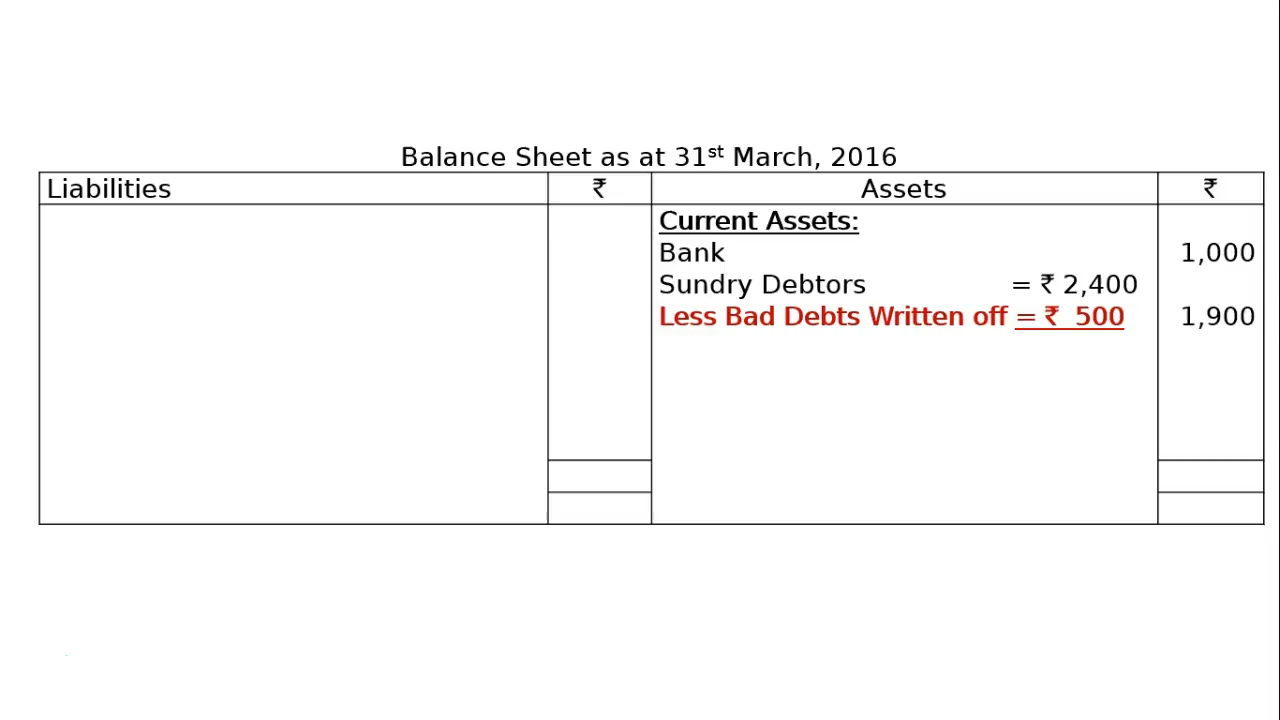 Balance Sheet as at 31st March, 2016
Liabilities ₹ Assets ₹
Current Assets:
Bank 1,000
Sundry Debtors = ₹ 2,400
Less Bad Debts Written off = ₹ 500 1,900